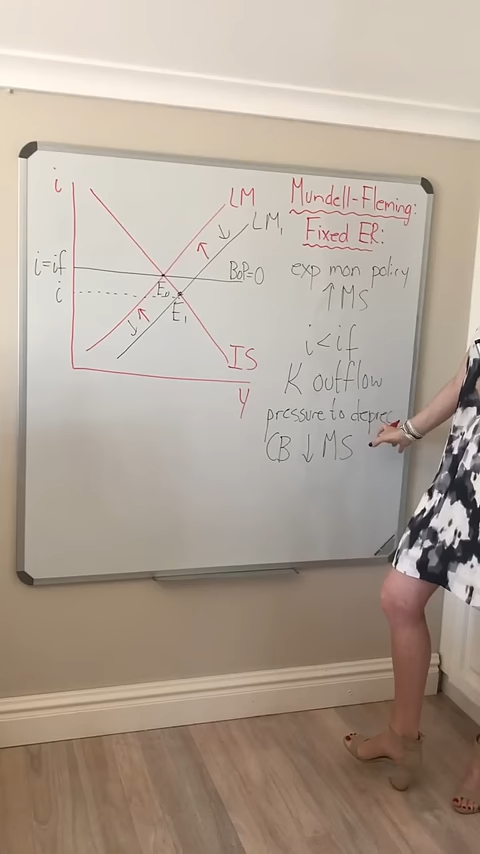 i
LM
LM₁
i=if
BoP=0
i
E₀
E₁
IS
Y
Mundell-Fleming:
Fixed ER:
exp mon policy
↑MS
i<if
K outflow
pressure to deprec
CB ↓ MS